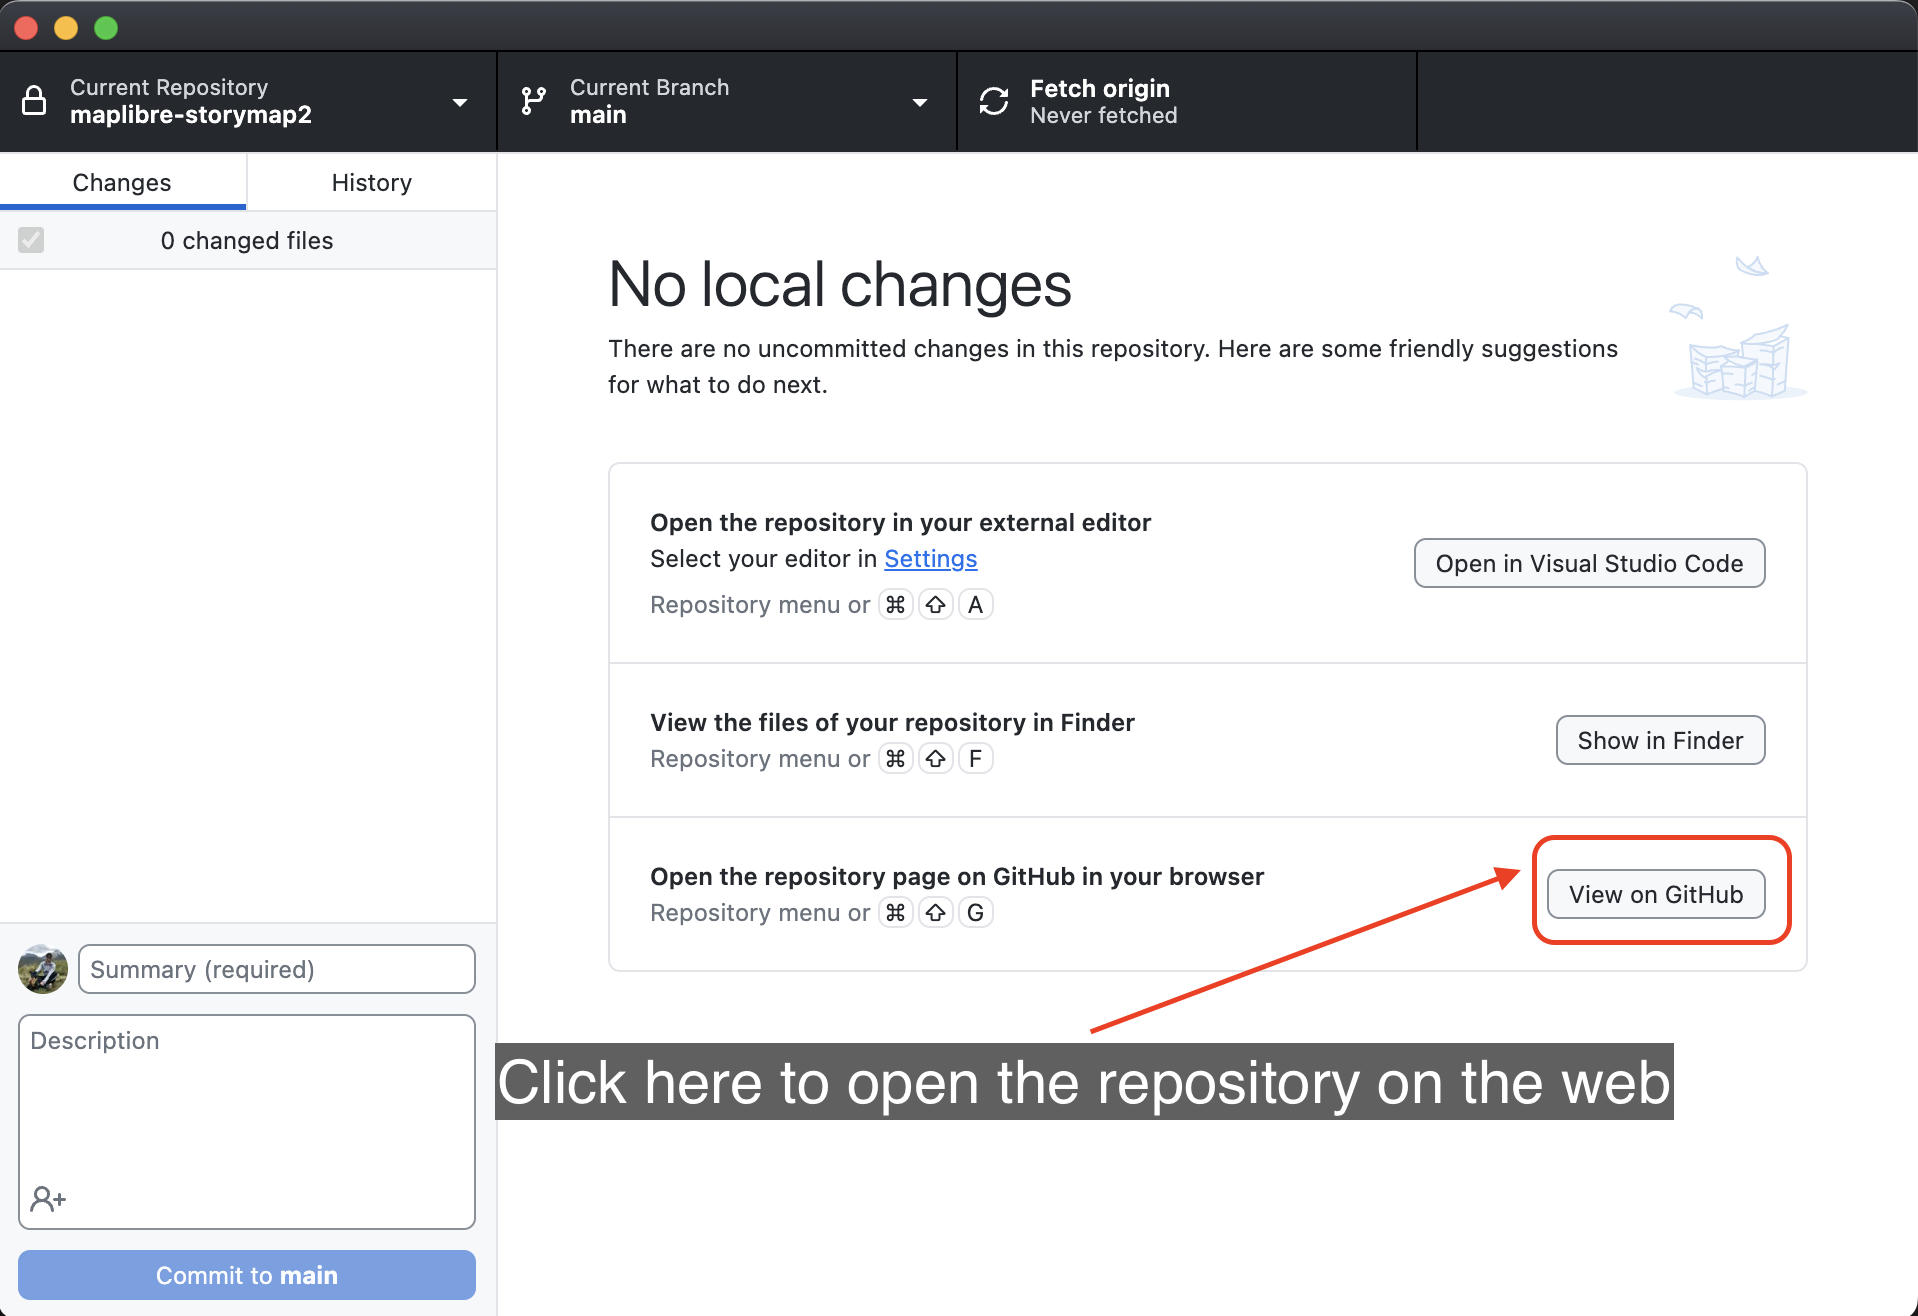 Current Repository
maplibre-storymap2
Current Branch
main
Fetch origin
Never fetched
Changes
History
0 changed files
No local changes
There are no uncommitted changes in this repository. Here are some friendly suggestions
for what to do next.
Open the repository in your external editor
Select your editor in Settings
Repository menu or ⌘ ⇧ A
Open in Visual Studio Code
View the files of your repository in Finder
Repository menu or ⌘ ⇧ F
Show in Finder
Open the repository page on GitHub in your browser
Repository menu or ⌘ ⇧ G
View on GitHub
Summary (required)
Description
Click here to open the repository on the web
Commit to main